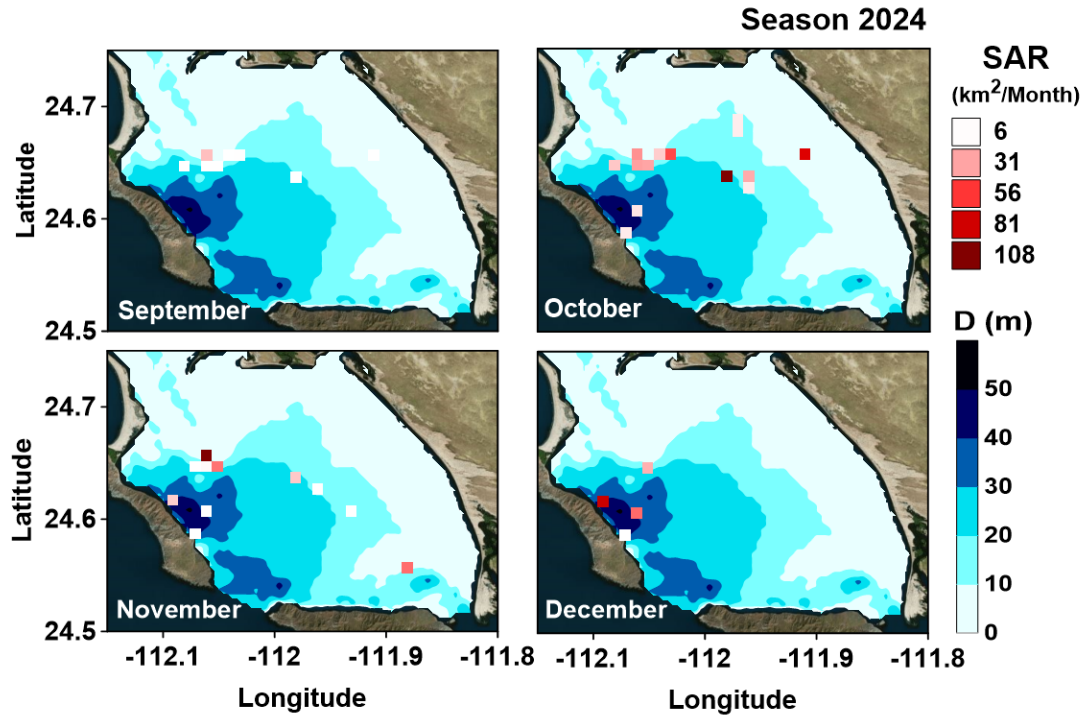 Season 2024
SAR
(km²/Month)
6
31
56
81
108
D (m)
50
40
30
20
10
0
Latitude
24.7
24.6
24.5
September
October
Latitude
24.7
24.6
24.5
November
December
-112.1
-112
-111.9
-111.8
-112.1
-112
-111.9
-111.8
Longitude
Longitude